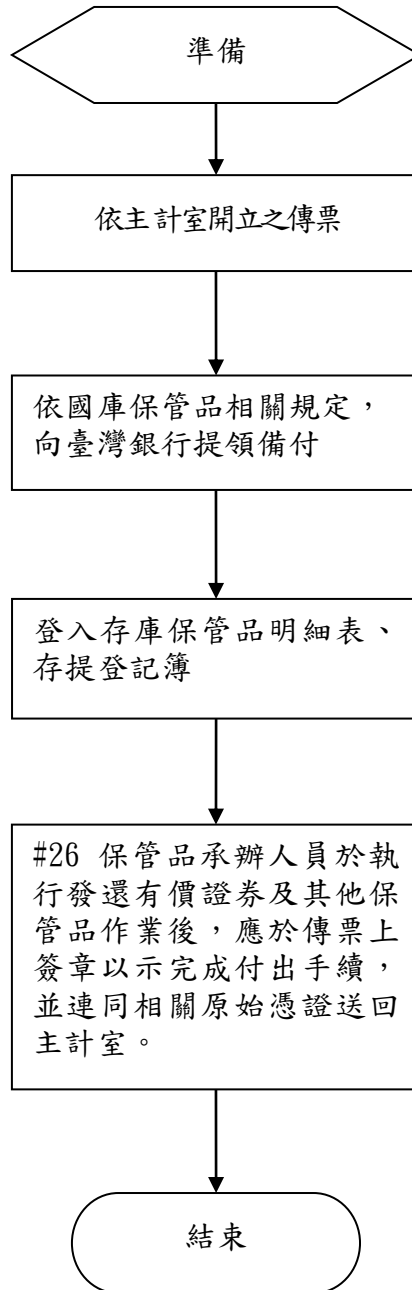 準備
依主計室開立之傳票
依國庫保管品相關規定，
向臺灣銀行提領備付
登入存庫保管品明細表、
存提登記簿
#26 保管品承辦人員於執
行發還有價證券及其他保
管品作業後，應於傳票上
簽章以示完成付出手續，
並連同相關原始憑證送回
主計室。
結束